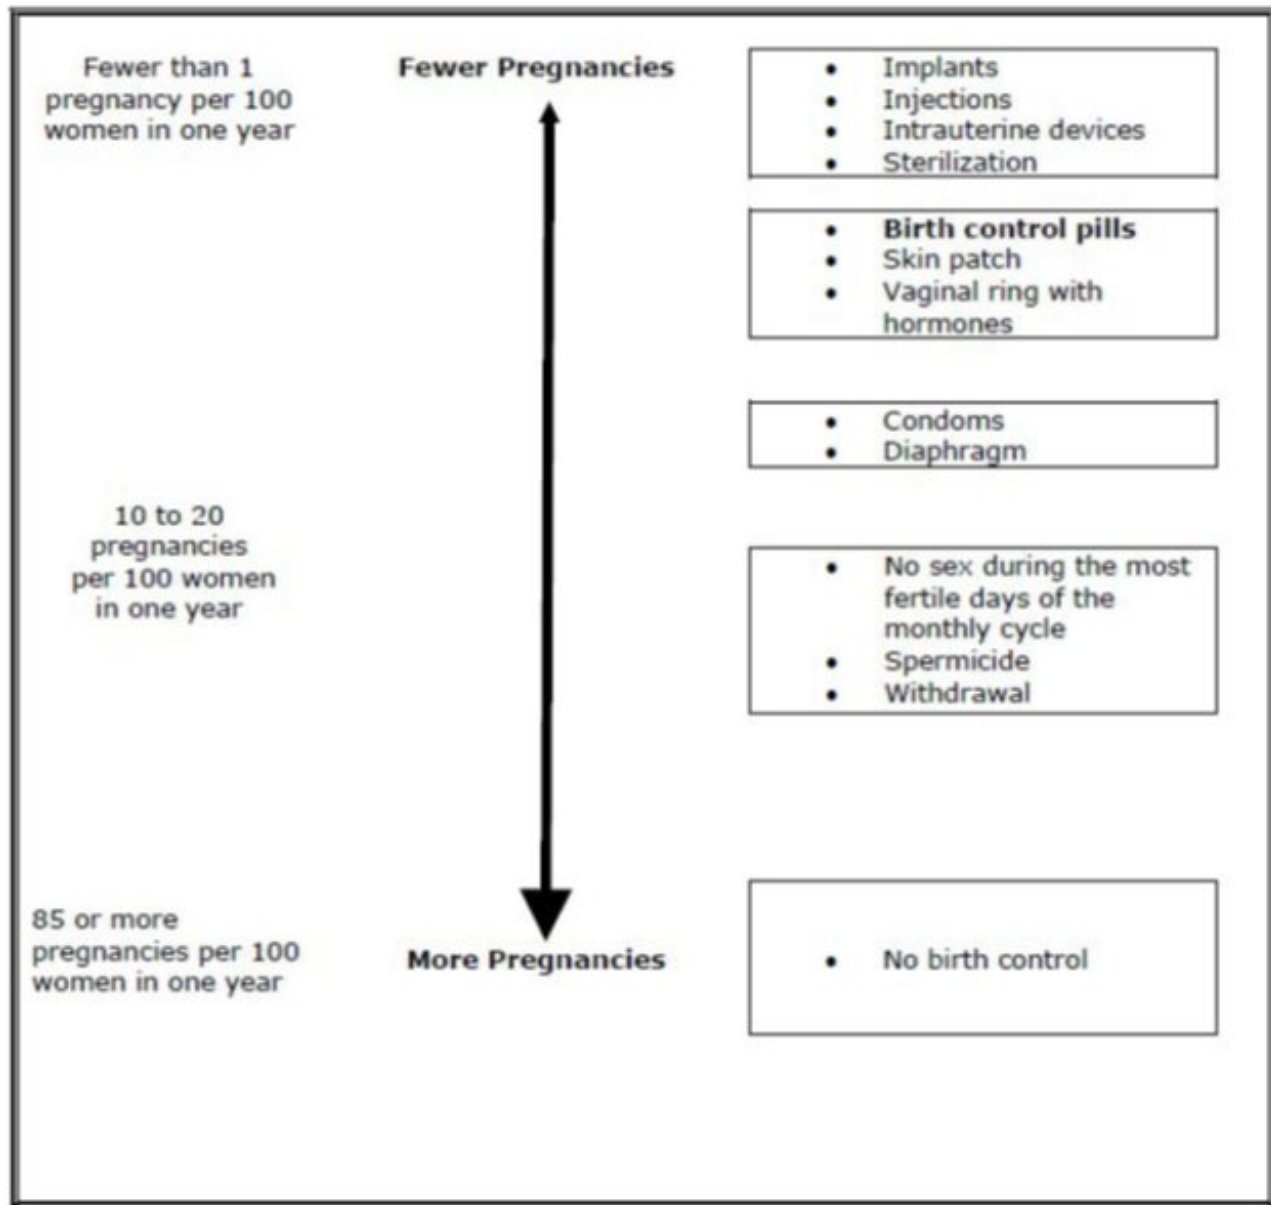 Fewer than 1
pregnancy per 100
women in one year
Fewer Pregnancies
• Implants
• Injections
• Intrauterine devices
• Sterilization
• Birth control pills
• Skin patch
• Vaginal ring with
hormones
• Condoms
• Diaphragm
10 to 20
pregnancies
per 100 women
in one year
• No sex during the most
fertile days of the
monthly cycle
• Spermicide
• Withdrawal
85 or more
pregnancies per 100
women in one year
More Pregnancies
• No birth control